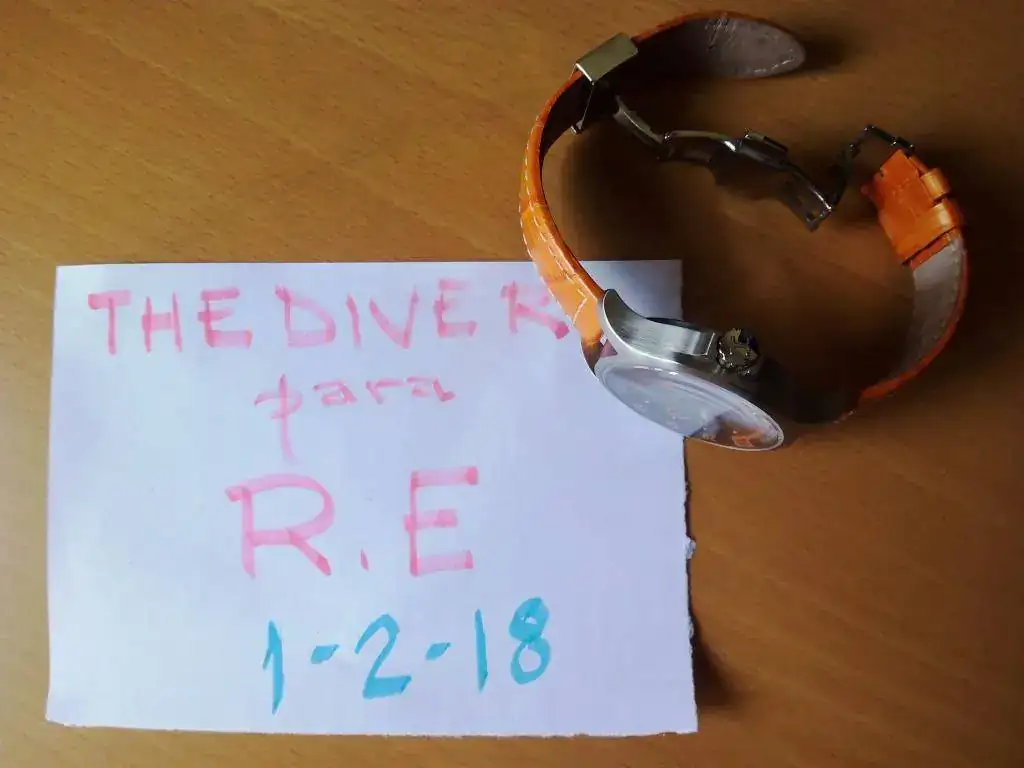 THE DIVER
para
R.E
1-2-18